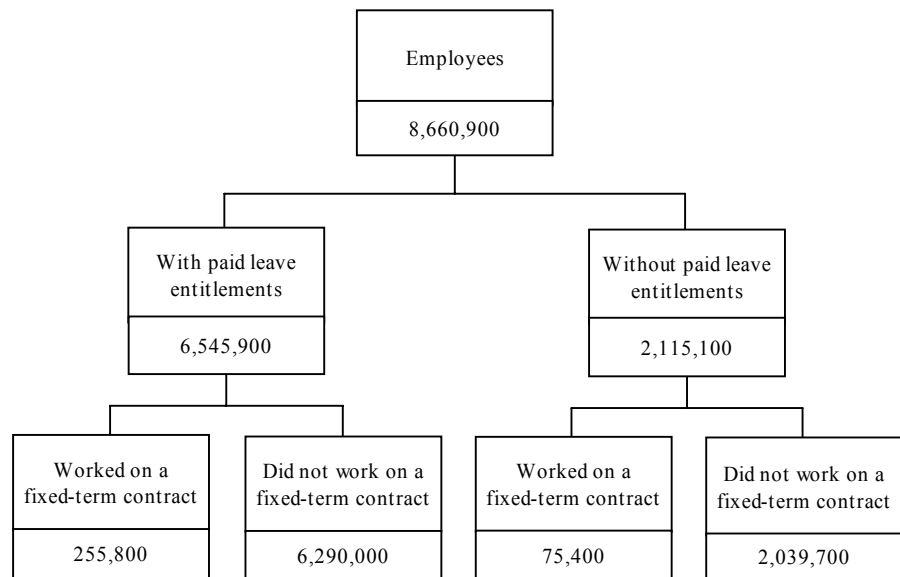 Employees
8,660,900
With paid leave
entitlements
6,545,900
Without paid leave
entitlements
2,115,100
Worked on a
fixed-term contract
255,800
Did not work on a
fixed-term contract
6,290,000
Worked on a
fixed-term contract
75,400
Did not work on a
fixed-term contract
2,039,700